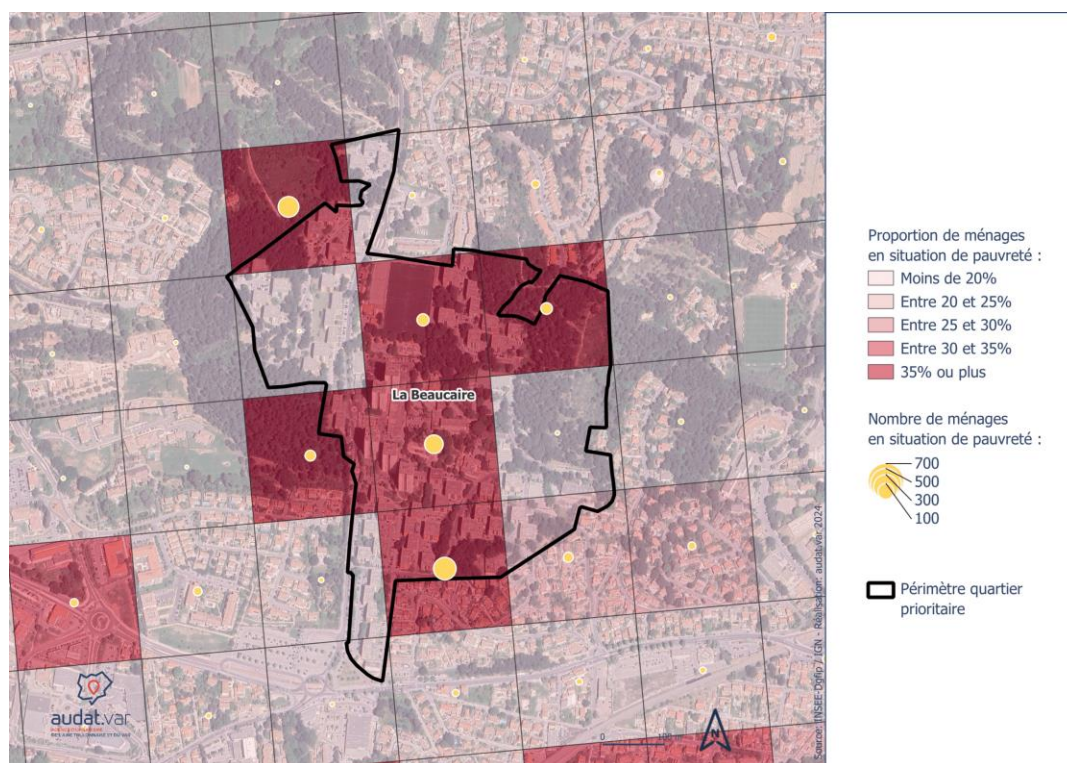 La Beaucaire
Proportion de ménages
en situation de pauvreté :
Moins de 20%
Entre 20 et 25%
Entre 25 et 30%
Entre 30 et 35%
35% ou plus
Nombre de ménages
en situation de pauvreté :
700
500
300
100
Périmètre quartier
prioritaire
Source: INSEE-Dgfip / IGN - Réalisation: audat.var 2024
audat.var
0 100
N